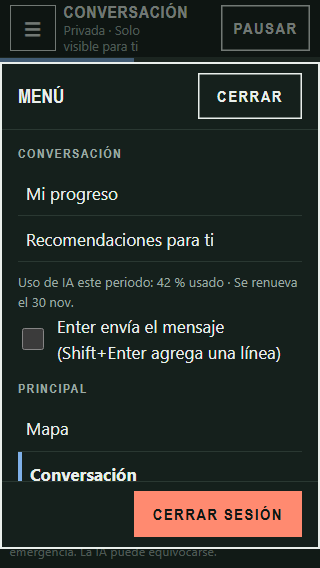 CONVERSACIÓN
Privada · Solo
visible para ti
PAUSAR
MENÚ
CERRAR
CONVERSACIÓN
Mi progreso
Recomendaciones para ti
Uso de IA este periodo: 42 % usado · Se renueva
el 30 nov.
Enter envía el mensaje
(Shift+Enter agrega una línea)
PRINCIPAL
Mapa
Conversación
CERRAR SESIÓN
emergencia. La IA puede equivocarse.